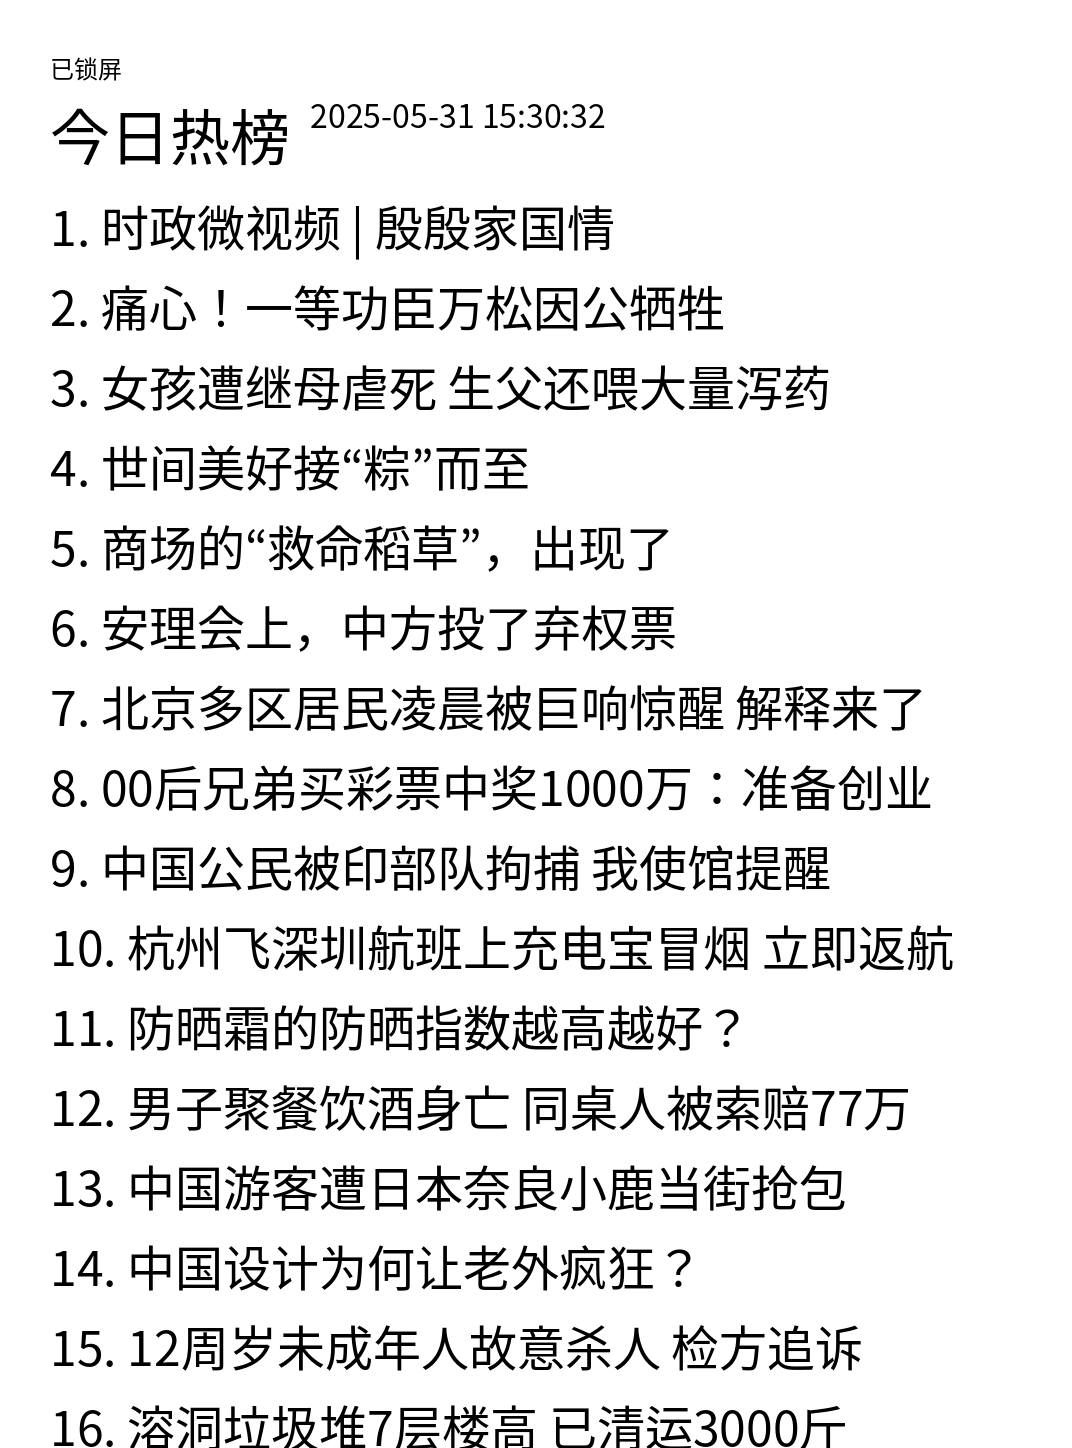 已锁屏
今日热榜 2025-05-31 15:30:32
1. 时政微视频 | 殷殷家国情
2. 痛心！一等功臣万松因公牺牲
3. 女孩遭继母虐死 生父还喂大量泻药
4. 世间美好接“粽”而至
5. 商场的“救命稻草”，出现了
6. 安理会上，中方投了弃权票
7. 北京多区居民凌晨被巨响惊醒 解释来了
8. 00后兄弟买彩票中奖1000万：准备创业
9. 中国公民被印部队拘捕 我使馆提醒
10. 杭州飞深圳航班上充电宝冒烟 立即返航
11. 防晒霜的防晒指数越高越好？
12. 男子聚餐饮酒身亡 同桌人被索赔77万
13. 中国游客遭日本奈良小鹿当街抢包
14. 中国设计为何让老外疯狂？
15. 12周岁未成年人故意杀人 检方追诉
16. 溶洞垃圾堆7层楼高 已清运3000斤